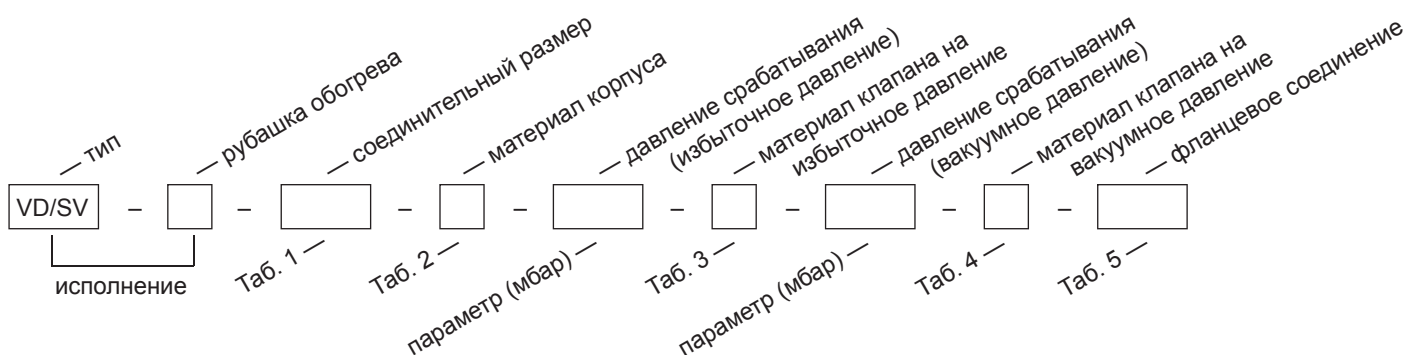 тип
рубашка обогрева
соединительный размер
материал корпуса
давление срабатывания
(избыточное давление)
материал клапана на
избыточное давление
давление срабатывания
(вакуумное давление)
материал клапана на
вакуумное давление
фланцевое соединение
VD/SV – – – – – – – –
исполнение
Таб. 1
Таб. 2
параметр (мбар)
Таб. 3
параметр (мбар)
Таб. 4
Таб. 5